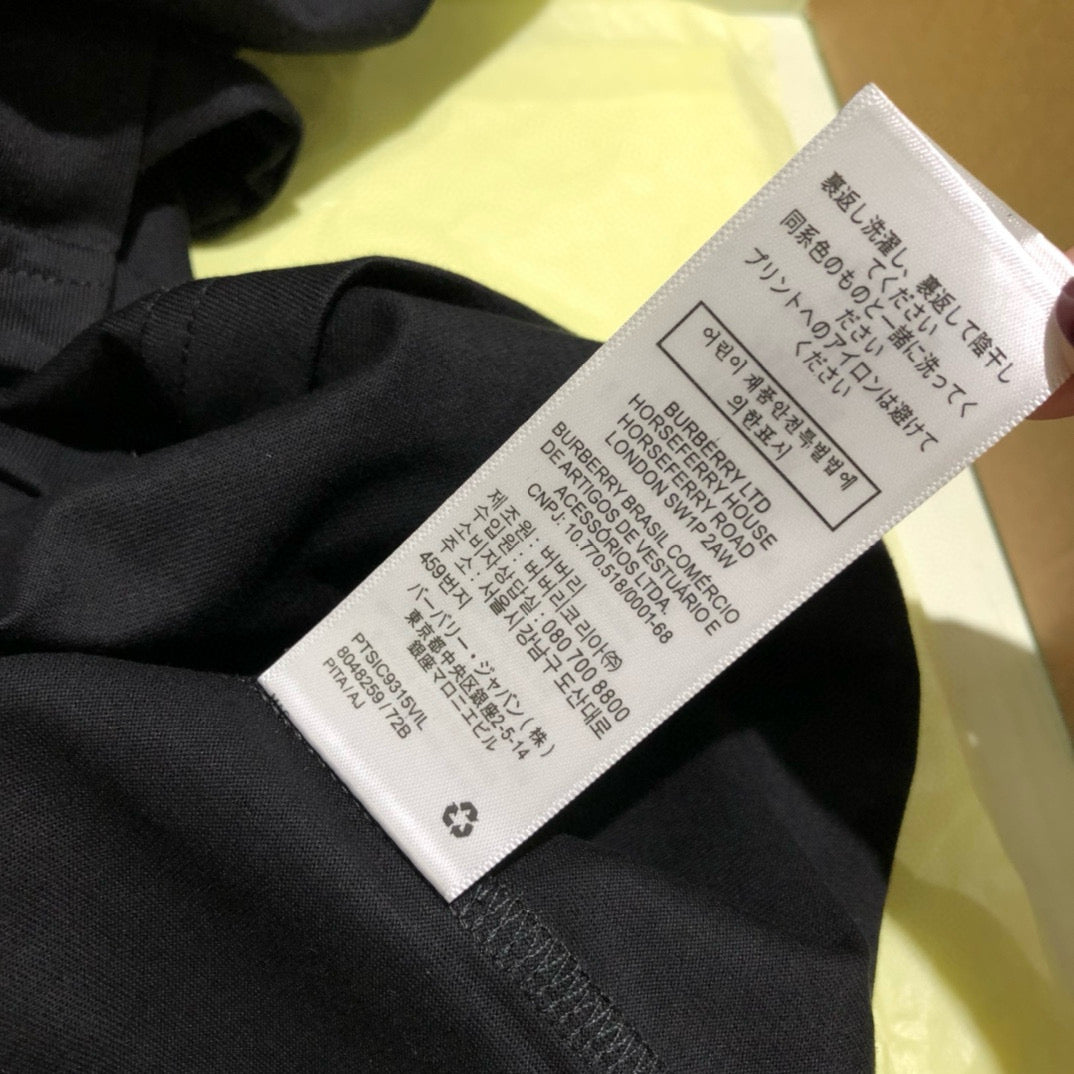 裏返し洗濯し、裏返して陰干し
てください
同系色のものと一諸に洗ってく
ださい
プリントへのアイロンは避けて
ください
어린이 제품안전특별법에
의한표시
BURBERRY LTD
HORSEFERRY HOUSE
HORSEFERRY ROAD
LONDON SW1P 2AW
BURBERRY BRASIL COMÉRCIO
DE ARTIGOS DE VESTUÁRIO E
ACESSÓRIOS LTDA.
CNPJ: 10.770.518/0001-68
제조원 : 버버리
수입원 : 버버리코리아㈜
소비자상담실 : 080 700 8800
주소 : 서울시강남구 도산대로
459번지
バーバリー・ジャパン (株)
東京都中央区銀座2-5-14
銀座マロニエビル
PTSIC9315VIL
8048259 / 72B
PITA / AJ